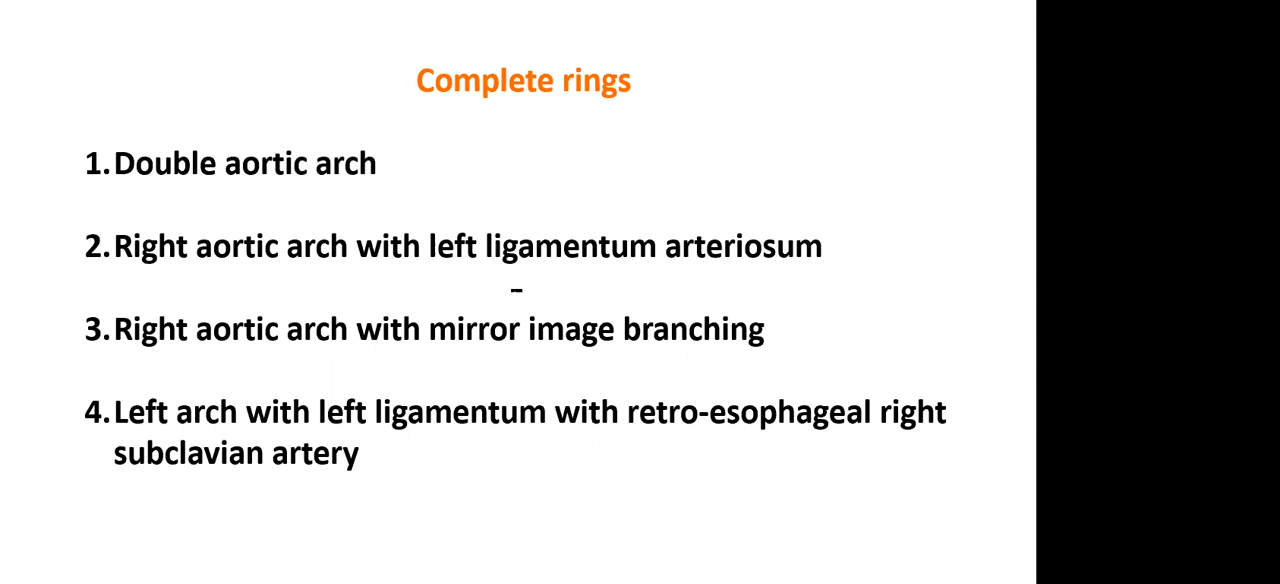 Complete rings
1. Double aortic arch
2. Right aortic arch with left ligamentum arteriosum
-
3. Right aortic arch with mirror image branching
4. Left arch with left ligamentum with retro-esophageal right
subclavian artery